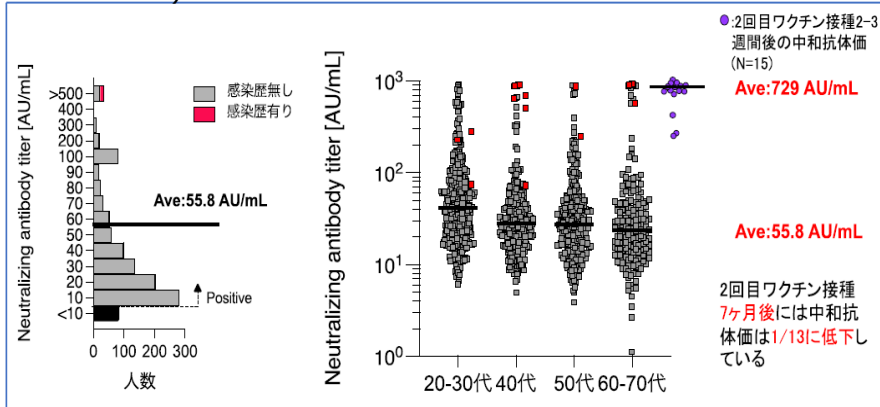 Neutralizing antibody titer [AU/mL]
>500
400
300
200
100
90
80
70
60
50
40
30
20
10
<10
0 100 200 300
人数
感染歴無し
感染歴有り
Ave:55.8 AU/mL
Positive
Neutralizing antibody titer [AU/mL]
10³
10²
10¹
10⁰
20-30代 40代 50代 60-70代
:2回目ワクチン接種2-3
週間後の中和抗体価
(N=15)
Ave:729 AU/mL
Ave:55.8 AU/mL
2回目ワクチン接種
7ヶ月後には中和抗
体価は1/13に低下し
ている